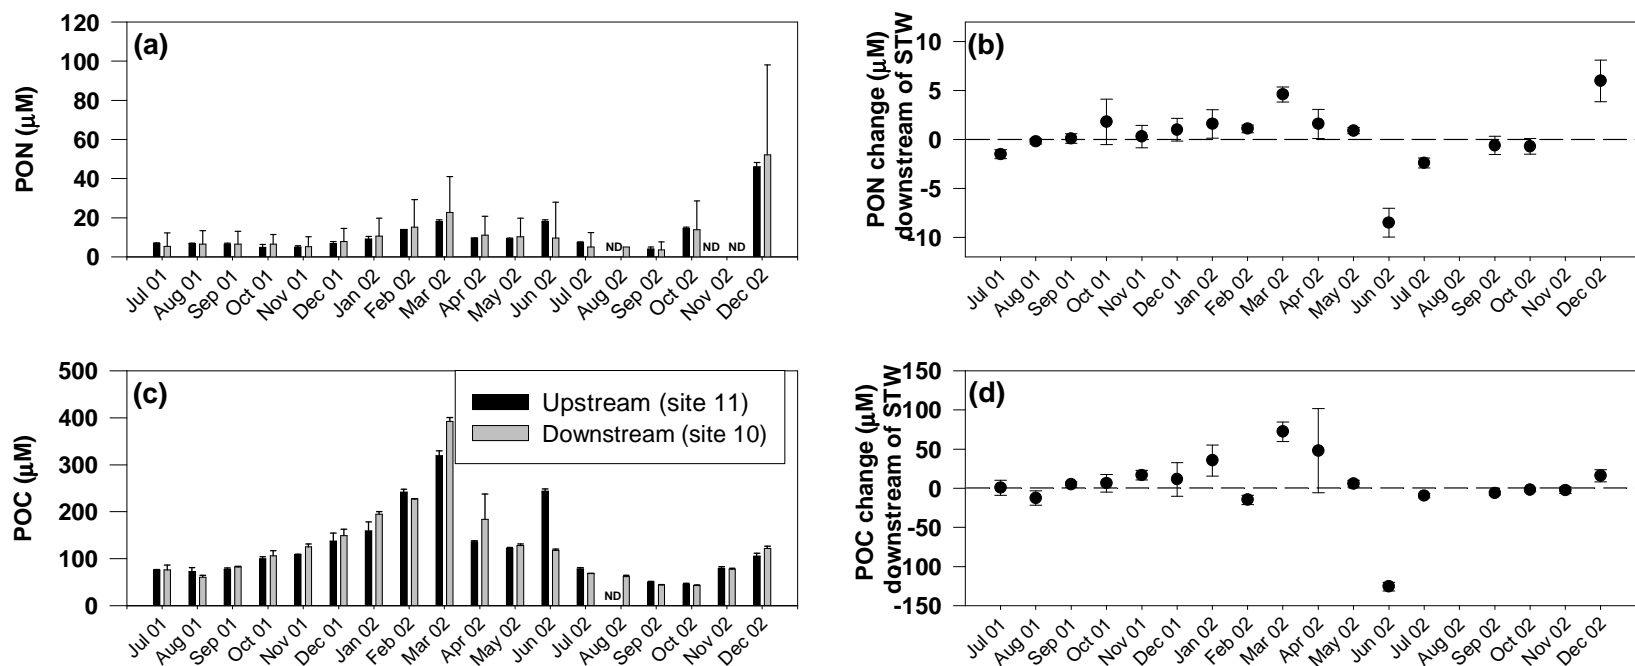 (a)
PON (μM)
120
100
80
60
40
20
0
ND
ND
ND
Jul 01
Aug 01
Sep 01
Oct 01
Nov 01
Dec 01
Jan 02
Feb 02
Mar 02
Apr 02
May 02
Jun 02
Jul 02
Aug 02
Sep 02
Oct 02
Nov 02
Dec 02
(b)
PON change (μM)
downstream of STW
10
5
0
-5
-10
Jul 01
Aug 01
Sep 01
Oct 01
Nov 01
Dec 01
Jan 02
Feb 02
Mar 02
Apr 02
May 02
Jun 02
Jul 02
Aug 02
Sep 02
Oct 02
Nov 02
Dec 02
(c)
POC (μM)
500
400
300
200
100
0
Upstream (site 11)
Downstream (site 10)
ND
Jul 01
Aug 01
Sep 01
Oct 01
Nov 01
Dec 01
Jan 02
Feb 02
Mar 02
Apr 02
May 02
Jun 02
Jul 02
Aug 02
Sep 02
Oct 02
Nov 02
Dec 02
(d)
POC change (μM)
downstream of STW
150
100
50
0
-50
-100
-150
Jul 01
Aug 01
Sep 01
Oct 01
Nov 01
Dec 01
Jan 02
Feb 02
Mar 02
Apr 02
May 02
Jun 02
Jul 02
Aug 02
Sep 02
Oct 02
Nov 02
Dec 02